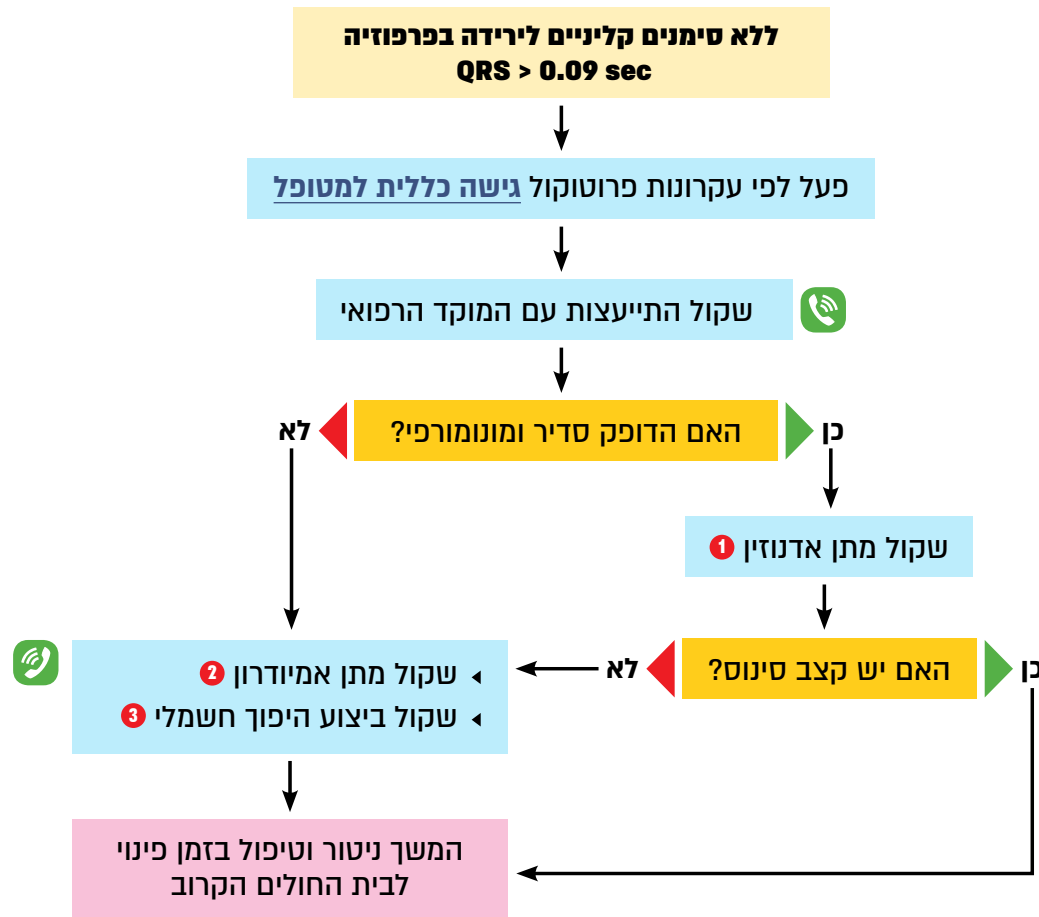 ללא סימנים קליניים לירידה בפרפוזיה
QRS > 0.09 sec
פעל לפי עקרונות פרוטוקול גישה כללית למטופל
שקול התייעצות עם המוקד הרפואי
האם הדופק סדיר ומונומורפי?
כן
לא
שקול מתן אדנוזין 1
האם יש קצב סינוס?
כן
לא
שקול מתן אמיודרון 2
שקול ביצוע היפוך חשמלי 3
המשך ניטור וטיפול בזמן פינוי
לבית החולים הקרוב